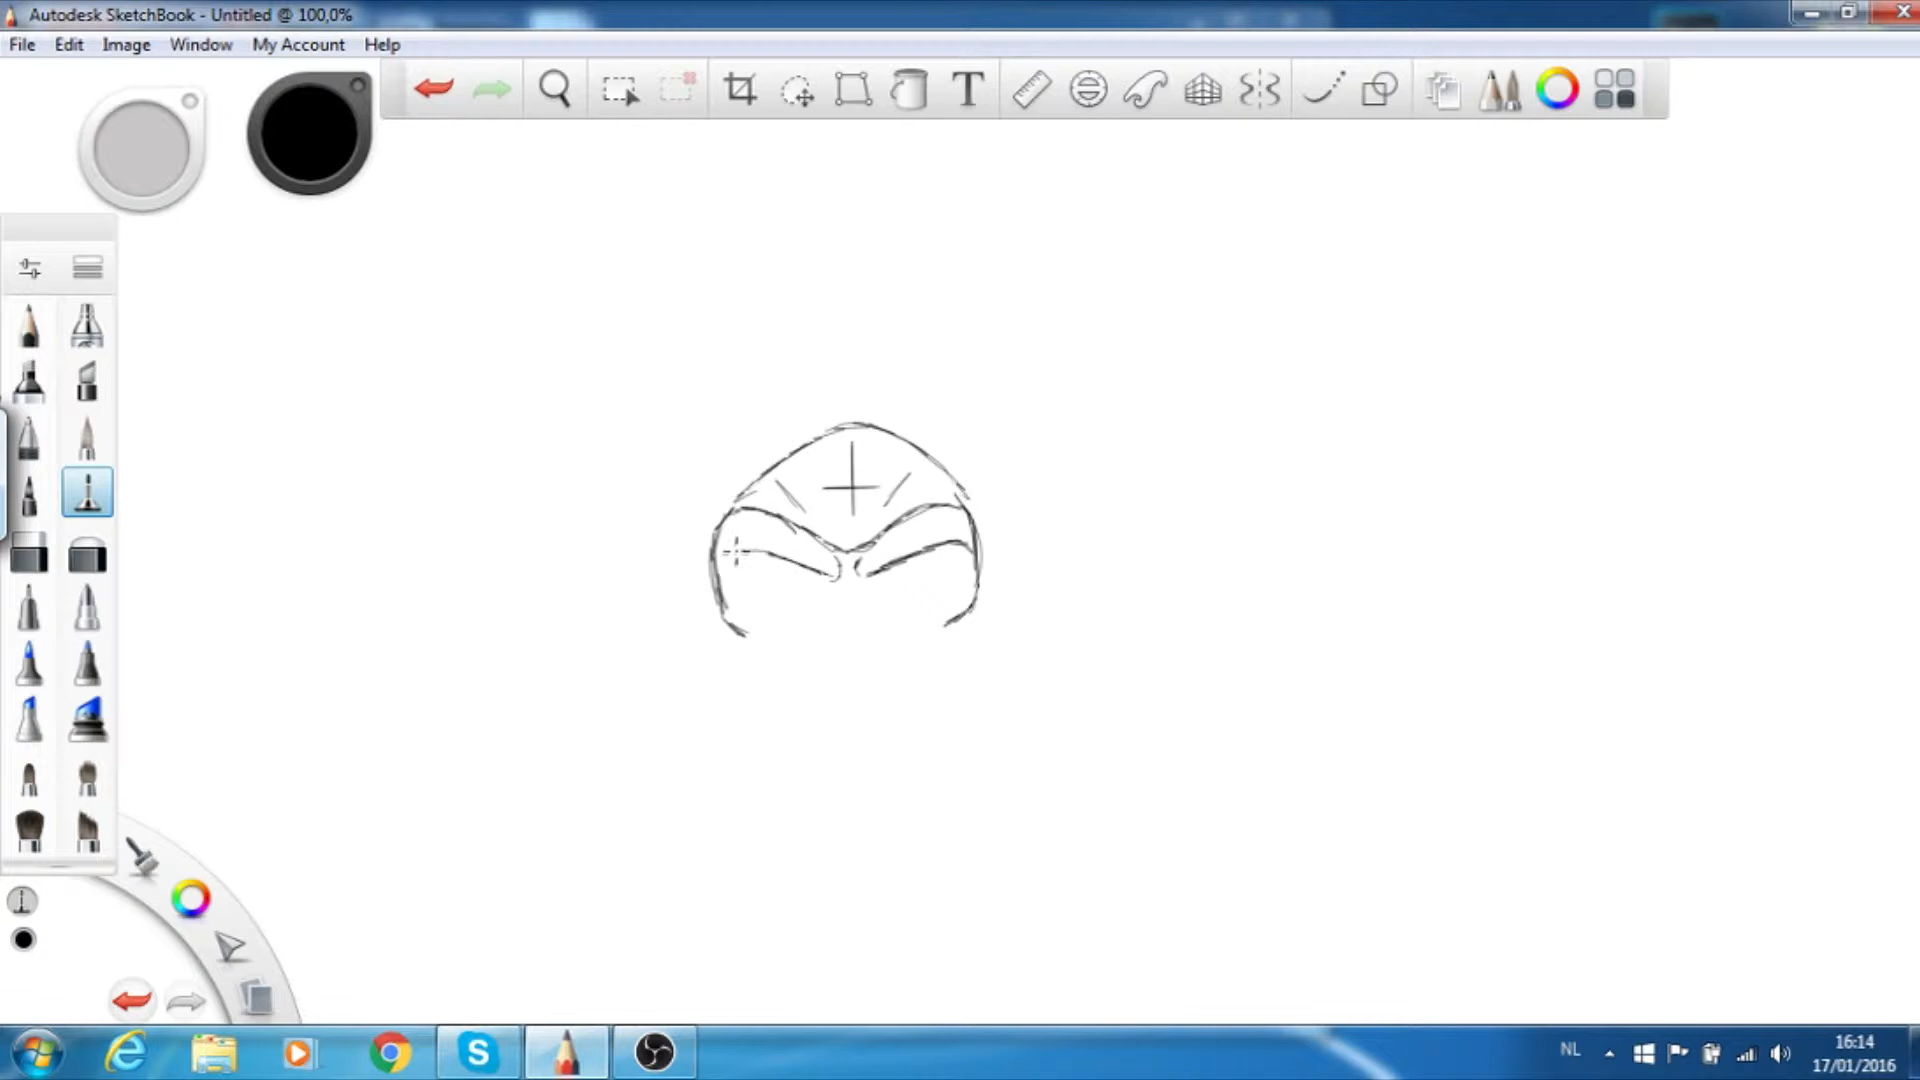 Autodesk SketchBook - Untitled @ 100,0%
File Edit Image Window My Account Help
T
S
NL
16:14
17/01/2016